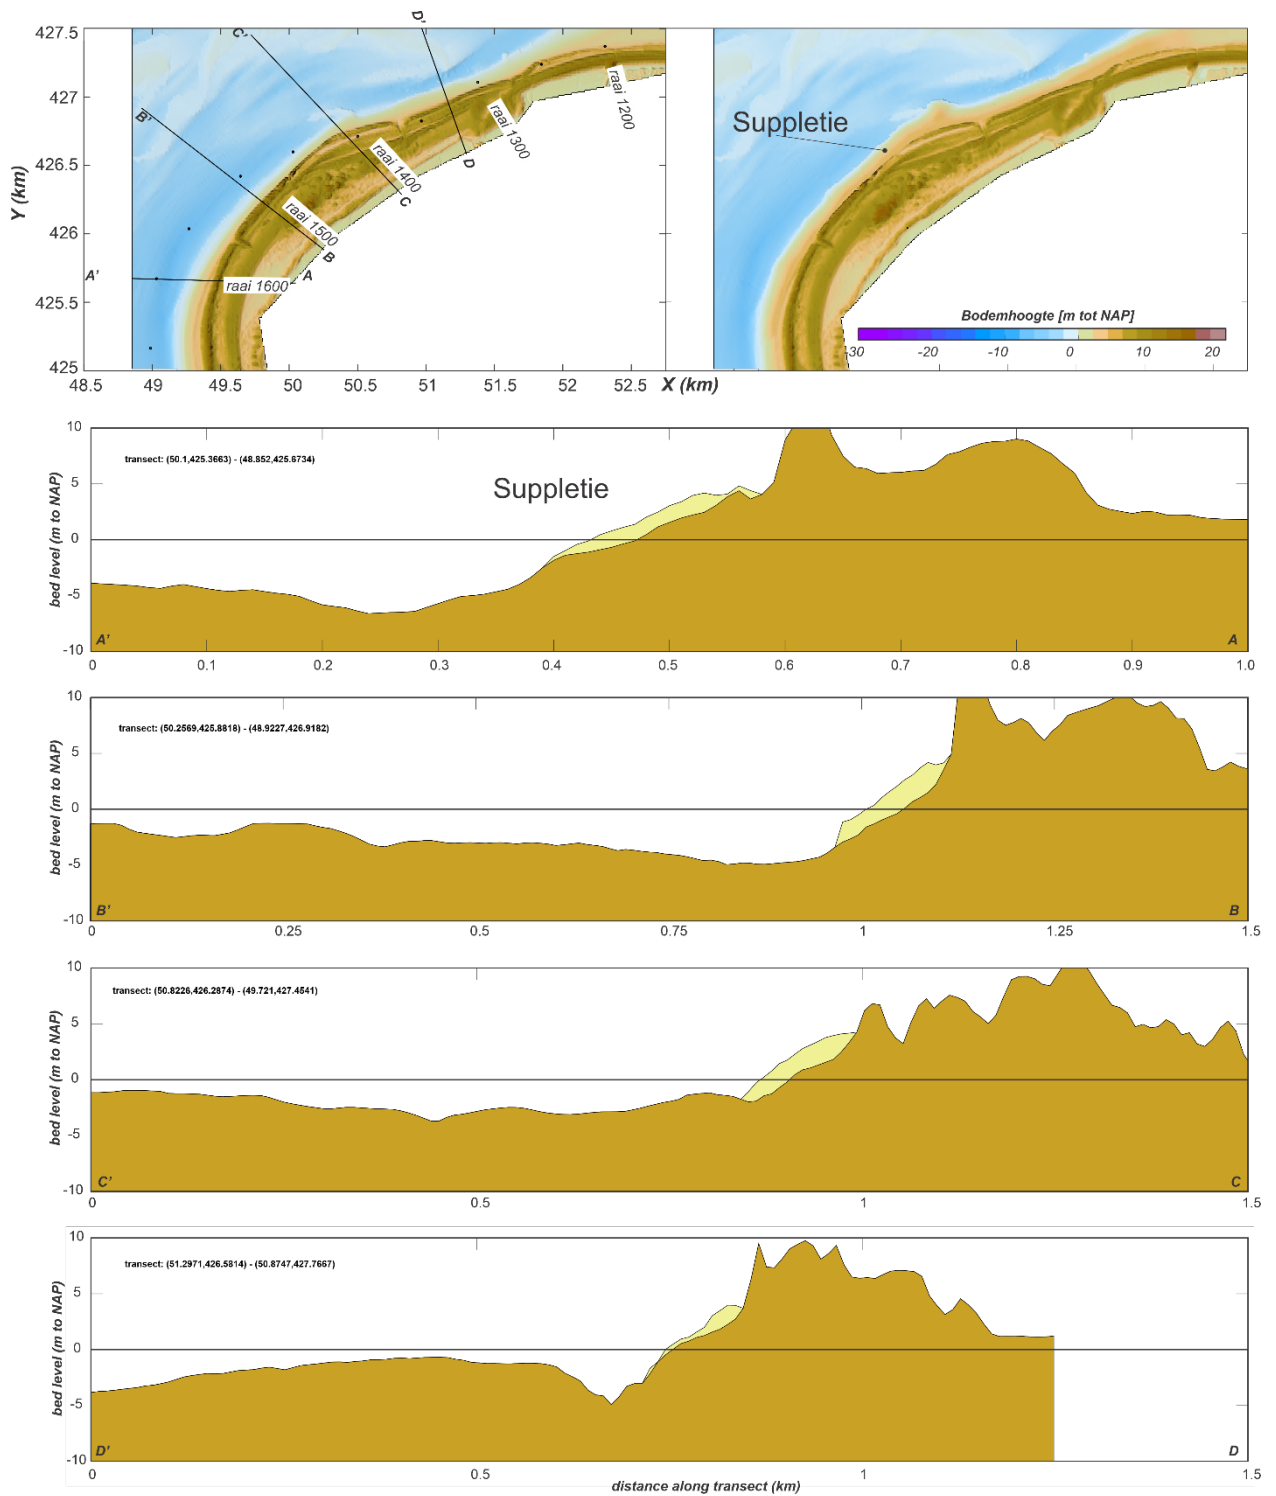 427.5
427
426.5
426
425.5
425
Y (km)
48.5 49 49.5 50 50.5 51 51.5 52 52.5 X (km)
A' B' C' D'
A B C D
raai 1200
raai 1300
raai 1400
raai 1500
raai 1600
Suppletie
Bodemhoogte [m tot NAP]
-30 -20 -10 0 10 20
10
5
0
-5
-10
bed level (m to NAP)
transect: (50.1,425.3663) - (48.852,425.6734)
Suppletie
A' A
0 0.1 0.2 0.3 0.4 0.5 0.6 0.7 0.8 0.9 1.0
10
5
0
-5
-10
bed level (m to NAP)
transect: (50.2569,425.8818) - (48.9227,426.9182)
B' B
0 0.25 0.5 0.75 1 1.25 1.5
10
5
0
-5
-10
bed level (m to NAP)
transect: (50.8226,426.2874) - (49.721,427.4541)
C' C
0 0.5 1 1.5
10
5
0
-5
-10
bed level (m to NAP)
transect: (51.2971,426.5814) - (50.8747,427.7667)
D' D
0 0.5 1 1.5
distance along transect (km)